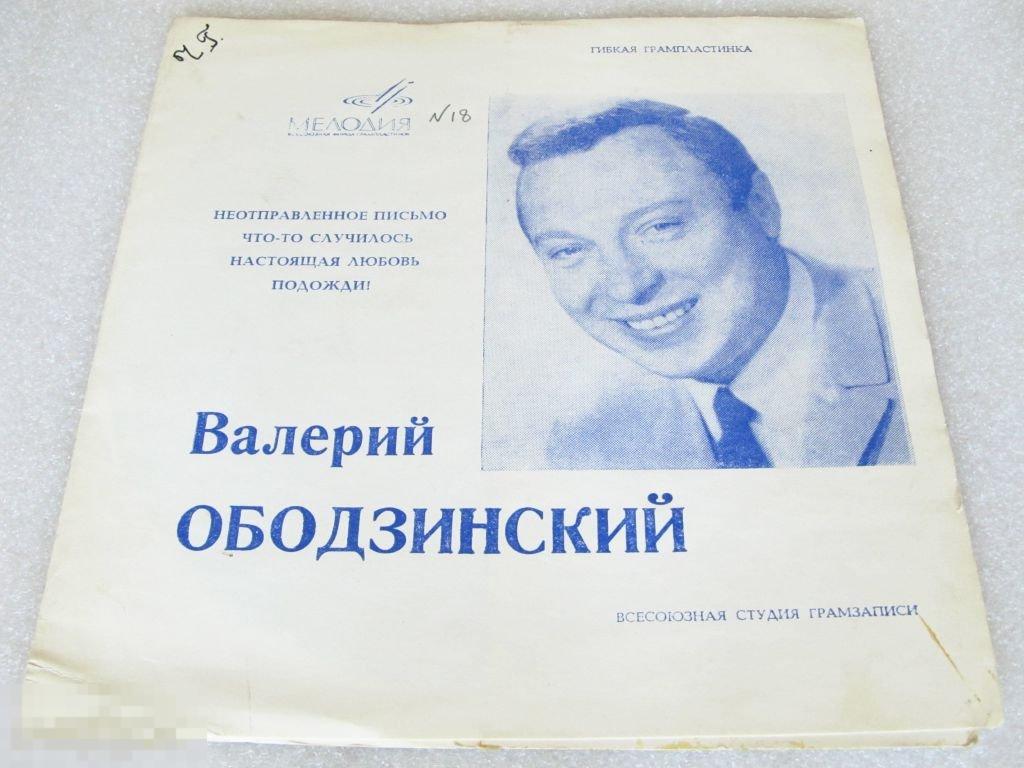 ГИБКАЯ ГРАМПЛАСТИНКА
МЕЛОДИЯ
N18
НЕОТПРАВЛЕННОЕ ПИСЬМО
ЧТО-ТО СЛУЧИЛОСЬ
НАСТОЯЩАЯ ЛЮБОВЬ
ПОДОЖДИ!
Валерий
ОБОДЗИНСКИЙ
ВСЕСОЮЗНАЯ СТУДИЯ ГРАМЗАПИСИ